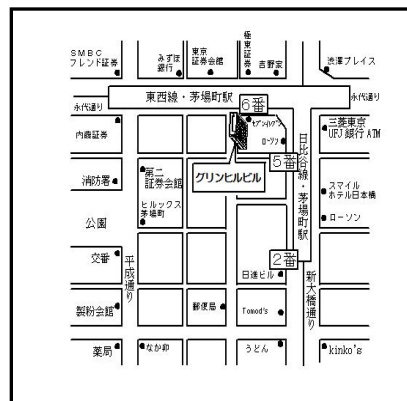 SMBC
フレンド証券
みずほ
銀行
東京
証券会館
極東証券
吉野家
渋澤プレイス
永代通り
東西線・茅場町駅
永代通り
6番
内藤証券
セブンイレブン
ローソン
三菱東京
UFJ銀行 ATM
5番
日比谷線・茅場町駅
消防署
第二
証券会館
グリンヒルビル
スマイル
ホテル日本橋
ヒルックス
茅場町
公園
ローソン
交番
平成通り
2番
日進ビル
新大橋通り
製粉会館
郵便局
Tomod's
薬局
なか卯
うどん
kinko's